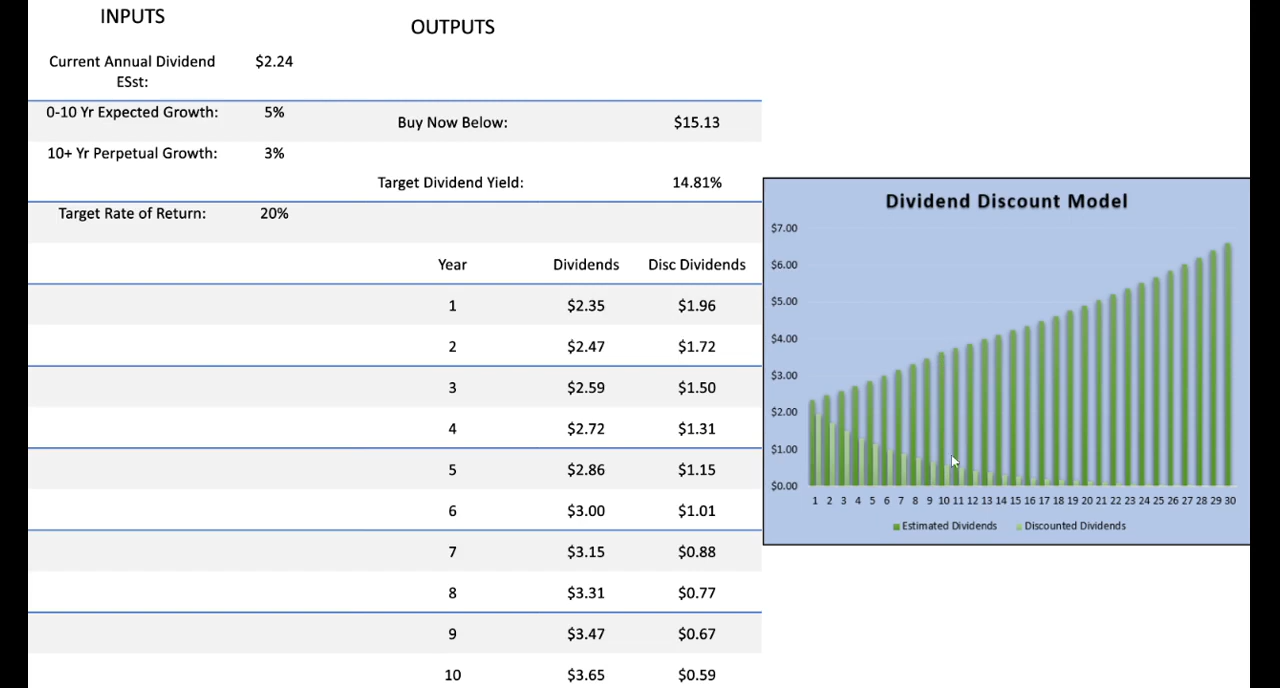 INPUTS
OUTPUTS
Current Annual Dividend $2.24
ESst:
0-10 Yr Expected Growth: 5%
Buy Now Below: $15.13
10+ Yr Perpetual Growth: 3%
Target Dividend Yield: 14.81%
Target Rate of Return: 20%
Year Dividends Disc Dividends
1 $2.35 $1.96
2 $2.47 $1.72
3 $2.59 $1.50
4 $2.72 $1.31
5 $2.86 $1.15
6 $3.00 $1.01
7 $3.15 $0.88
8 $3.31 $0.77
9 $3.47 $0.67
10 $3.65 $0.59
Dividend Discount Model
$7.00
$6.00
$5.00
$4.00
$3.00
$2.00
$1.00
$0.00
1 2 3 4 5 6 7 8 9 10 11 12 13 14 15 16 17 18 19 20 21 22 23 24 25 26 27 28 29 30
Estimated Dividends Discounted Dividends